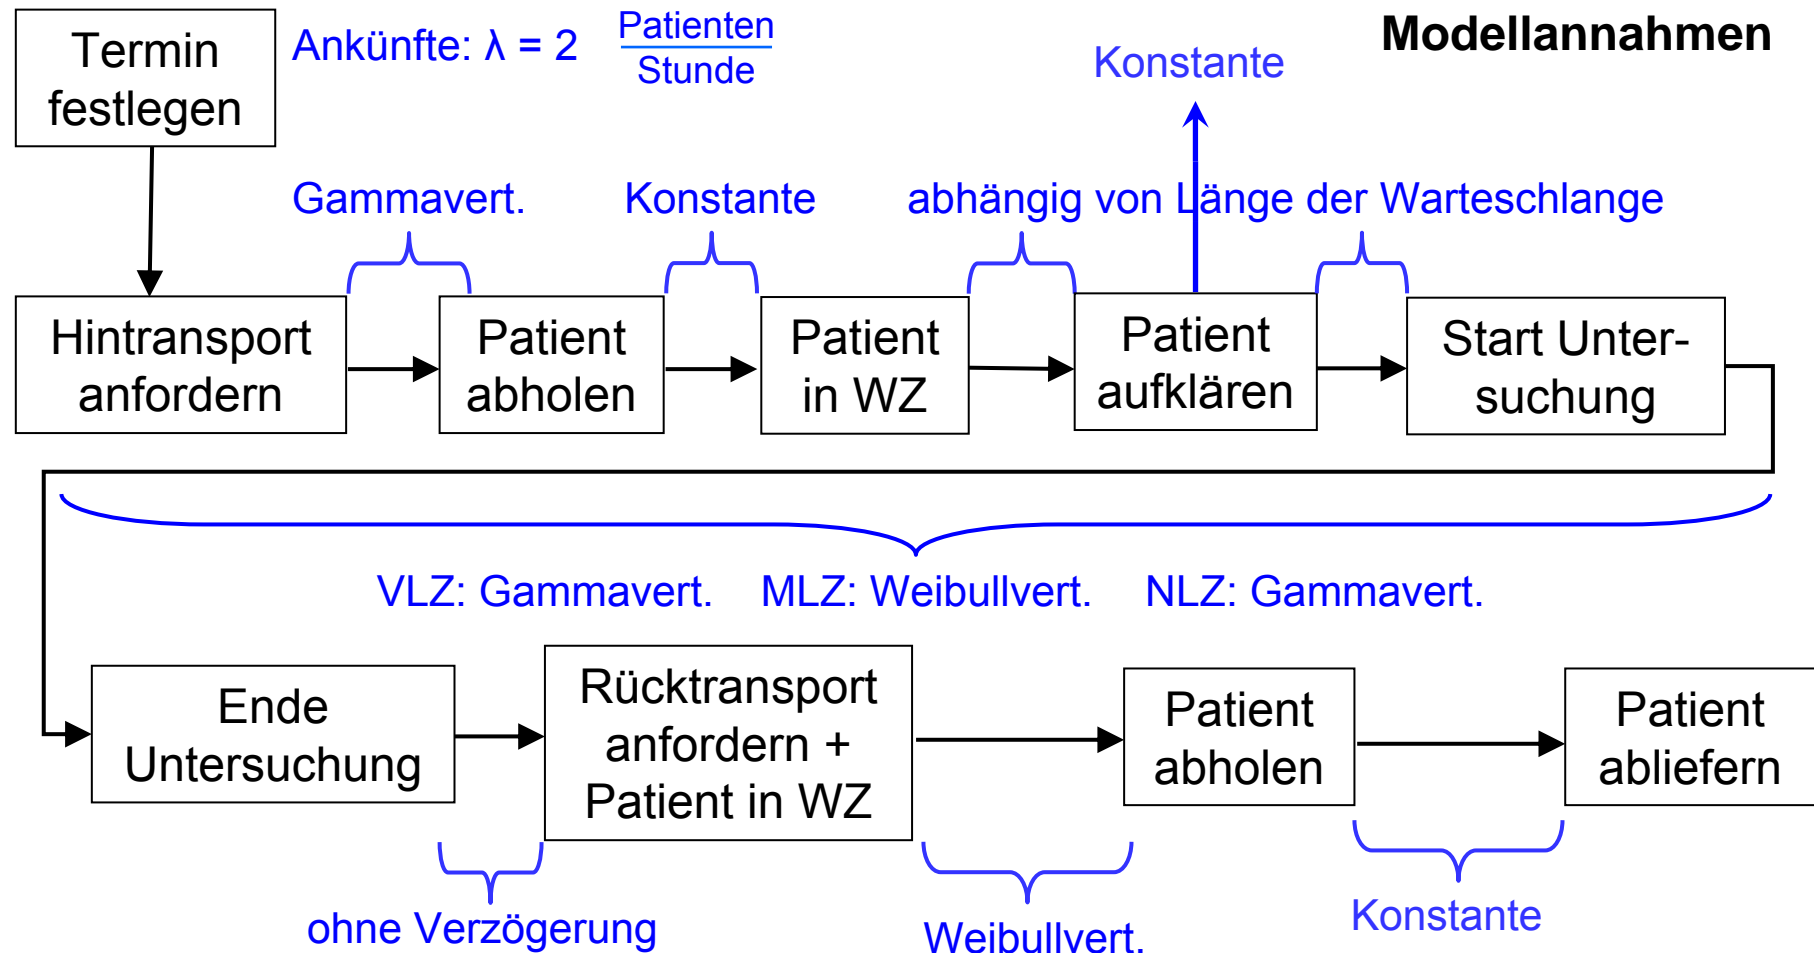 Modellannahmen
Termin
festlegen
Ankünfte: λ = 2 Patienten
Stunde
Konstante
Gammavert.
Konstante
abhängig von Länge der Warteschlange
Hintransport
anfordern
Patient
abholen
Patient
in WZ
Patient
aufklären
Start Unter-
suchung
VLZ: Gammavert. MLZ: Weibullvert. NLZ: Gammavert.
Ende
Untersuchung
Rücktransport
anfordern +
Patient in WZ
Patient
abholen
Patient
abliefern
ohne Verzögerung
Weibullvert.
Konstante